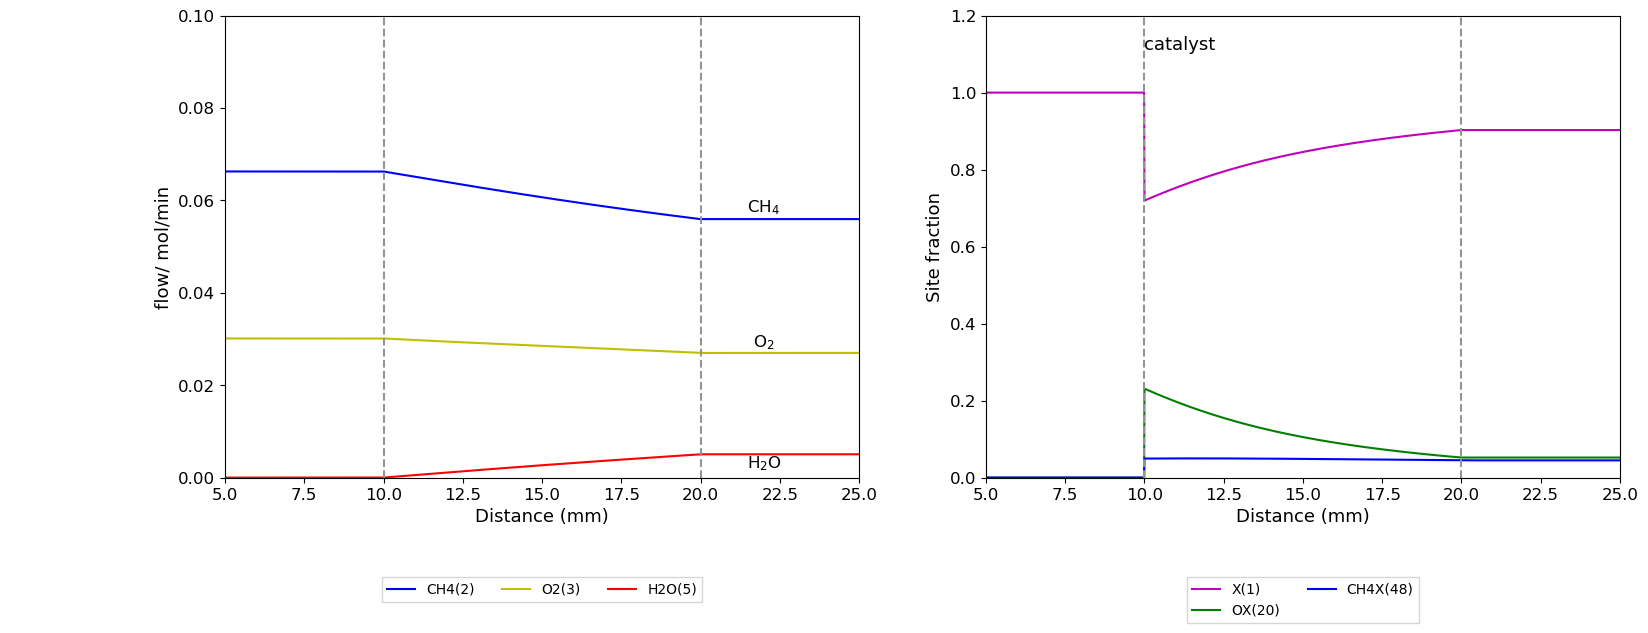 0.10
0.08
0.06
0.04
0.02
0.00
flow/ mol/min
CH₄
O₂
H₂O
5.0 7.5 10.0 12.5 15.0 17.5 20.0 22.5 25.0
Distance (mm)
CH4(2) O2(3) H2O(5)
1.2
1.0
0.8
0.6
0.4
0.2
0.0
Site fraction
catalyst
5.0 7.5 10.0 12.5 15.0 17.5 20.0 22.5 25.0
Distance (mm)
X(1) CH4X(48)
OX(20)